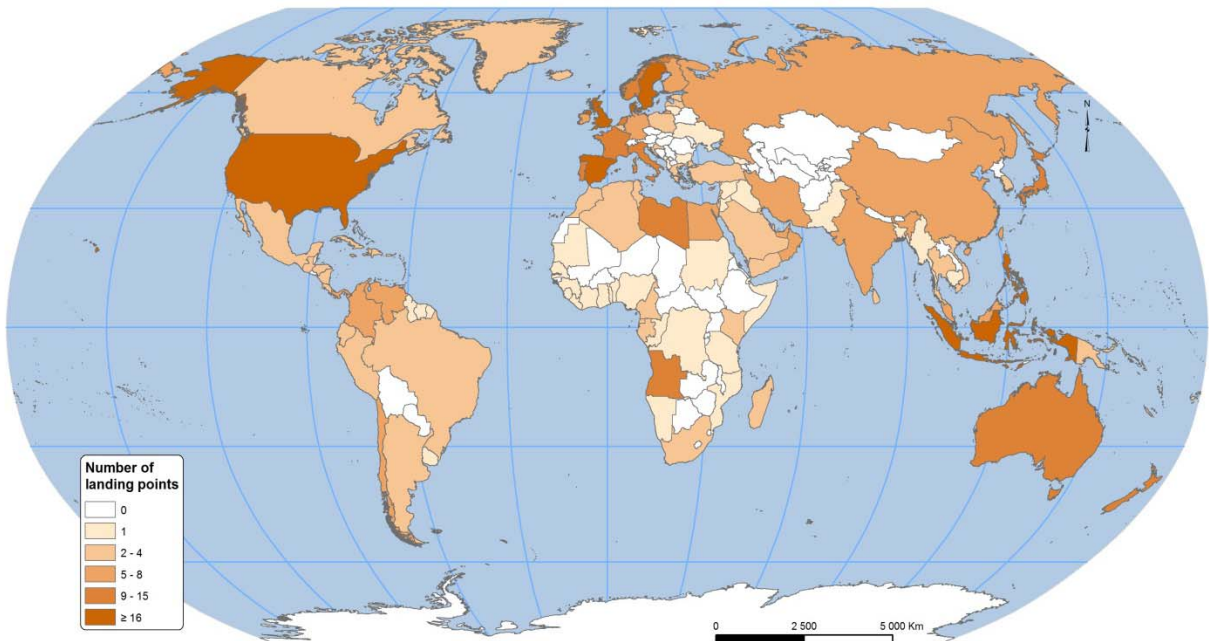 N
Number of
landing points
0
1
2 - 4
5 - 8
9 - 15
≥ 16
0 2 500 5 000 Km